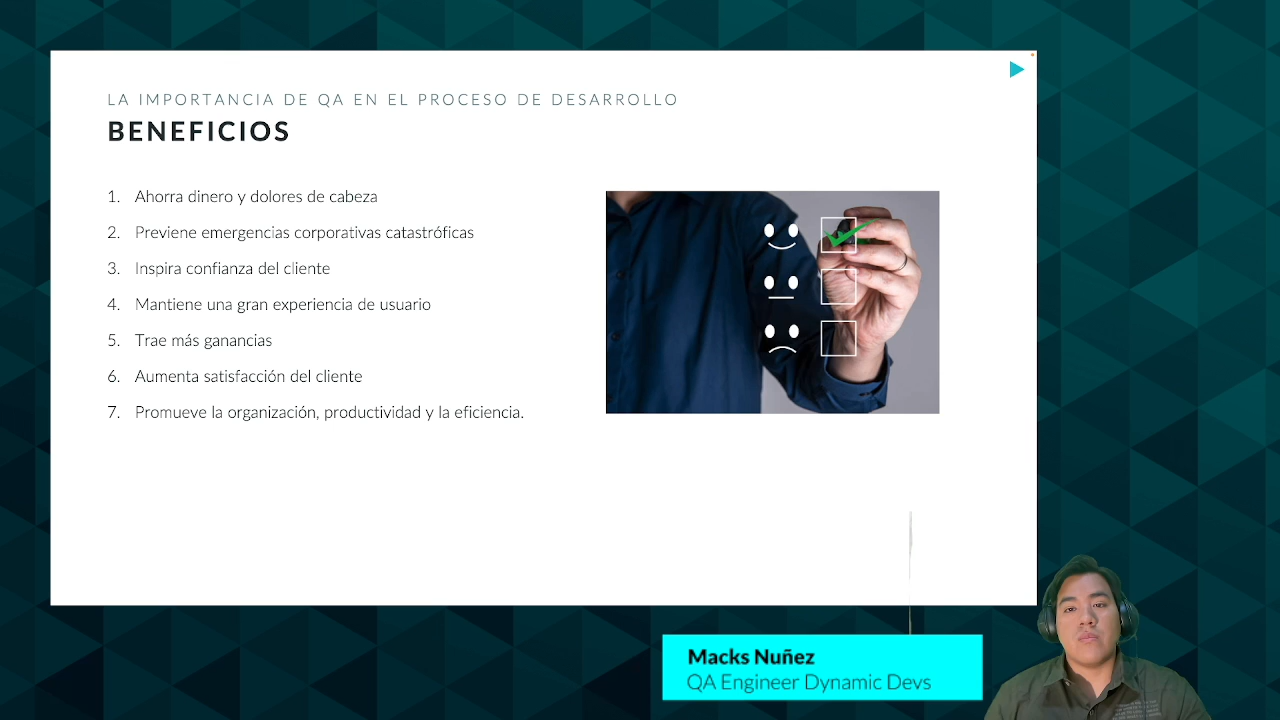 LA IMPORTANCIA DE QA EN EL PROCESO DE DESARROLLO
BENEFICIOS
1. Ahorra dinero y dolores de cabeza
2. Previene emergencias corporativas catastróficas
3. Inspira confianza del cliente
4. Mantiene una gran experiencia de usuario
5. Trae más ganancias
6. Aumenta satisfacción del cliente
7. Promueve la organización, productividad y la eficiencia.
Macks Nuñez
QA Engineer Dynamic Devs